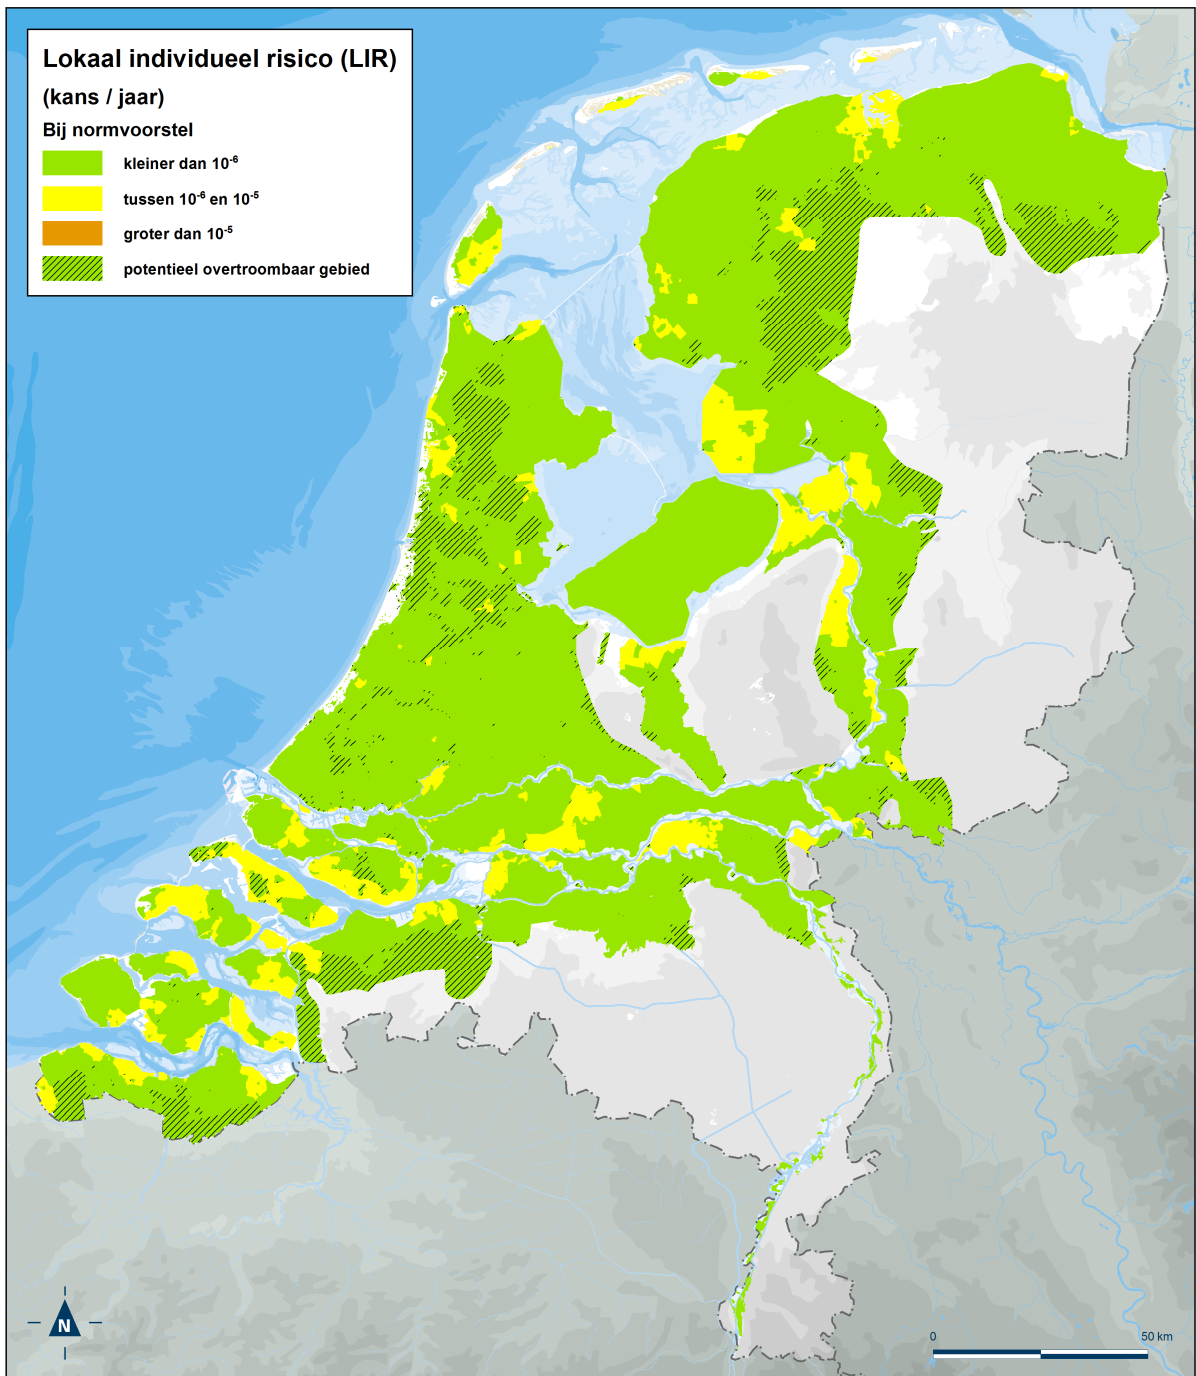 Lokaal individueel risico (LIR)
(kans / jaar)
Bij normvoorstel
kleiner dan 10⁻⁶
tussen 10⁻⁶ en 10⁻⁵
groter dan 10⁻⁵
potentieel overtroombaar gebied
N
0 50 km